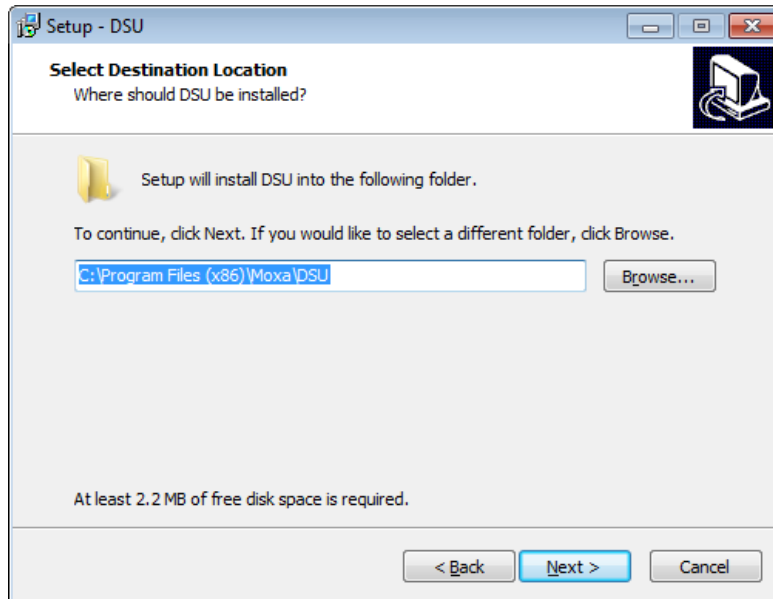 Setup - DSU
Select Destination Location
Where should DSU be installed?
Setup will install DSU into the following folder.
To continue, click Next. If you would like to select a different folder, click Browse.
C:\Program Files (x86)\Moxa\DSU
Browse...
At least 2.2 MB of free disk space is required.
< Back
Next >
Cancel